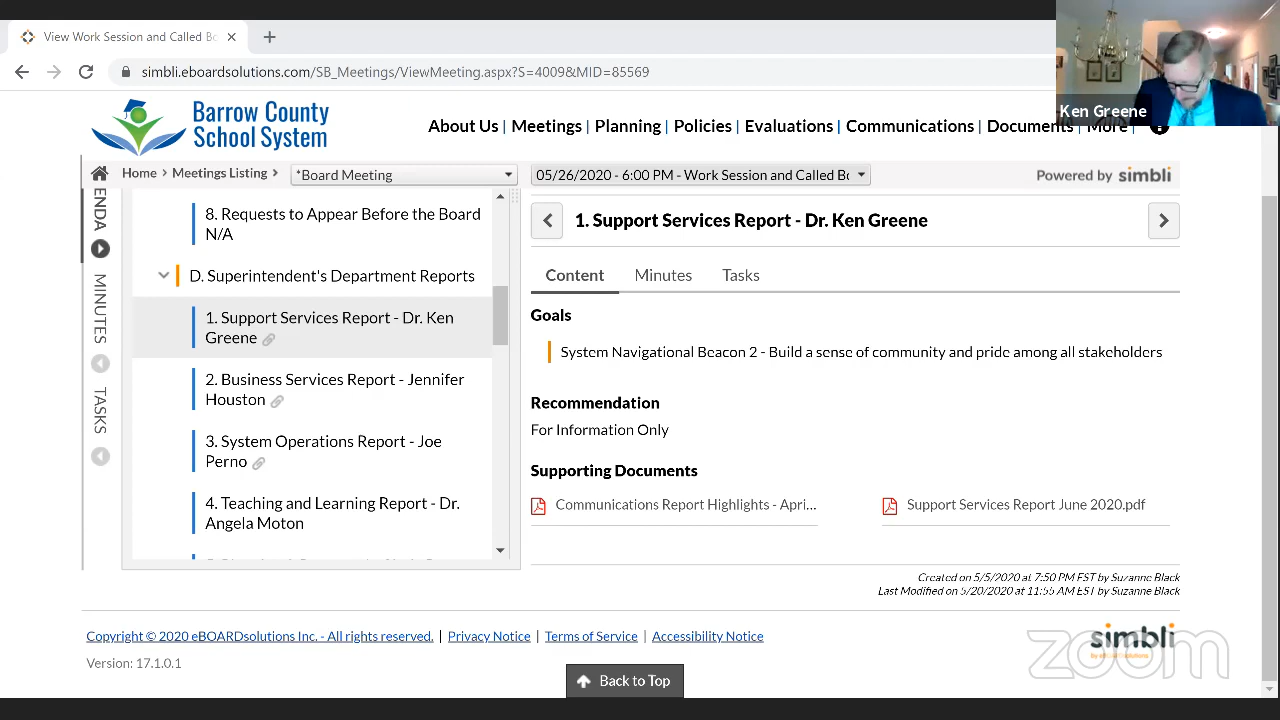 View Work Session and Called Bo
simbli.eboardsolutions.com/SB_Meetings/ViewMeeting.aspx?S=4009&MID=85569
Ken Greene
Barrow County
School System
About Us | Meetings | Planning | Policies | Evaluations | Communications | Documents | More
Home > Meetings Listing > *Board Meeting
05/26/2020 - 6:00 PM - Work Session and Called Bo
Powered by simbli
ENDA
MINUTES
TASKS
8. Requests to Appear Before the Board
N/A
D. Superintendent's Department Reports
1. Support Services Report - Dr. Ken
Greene
2. Business Services Report - Jennifer
Houston
3. System Operations Report - Joe
Perno
4. Teaching and Learning Report - Dr.
Angela Moton
1. Support Services Report - Dr. Ken Greene
Content Minutes Tasks
Goals
System Navigational Beacon 2 - Build a sense of community and pride among all stakeholders
Recommendation
For Information Only
Supporting Documents
Communications Report Highlights - Apri...
Support Services Report June 2020.pdf
Created on 5/5/2020 at 7:50 PM EST by Suzanne Black
Last Modified on 5/20/2020 at 11:55 AM EST by Suzanne Black
Copyright © 2020 eBOARDsolutions Inc. - All rights reserved. | Privacy Notice | Terms of Service | Accessibility Notice
simbli
zoom
Version: 17.1.0.1
Back to Top